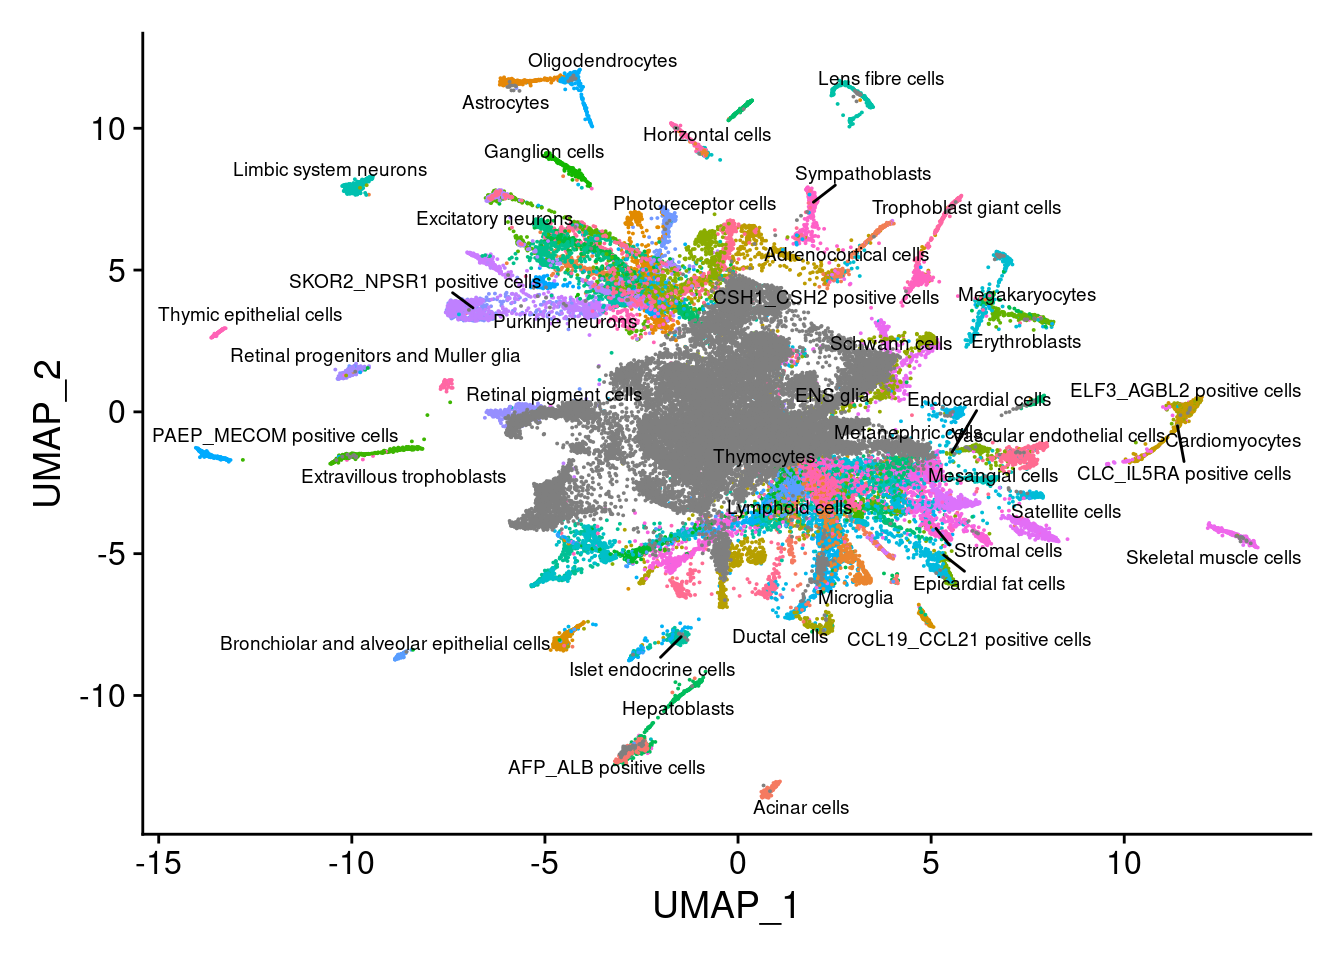 Oligodendrocytes
Lens fibre cells
Astrocytes
Horizontal cells
Ganglion cells
Limbic system neurons
Sympathoblasts
Photoreceptor cells
Trophoblast giant cells
Excitatory neurons
Adrenocortical cells
SKOR2_NPSR1 positive cells
CSH1_CSH2 positive cells
Megakaryocytes
Thymic epithelial cells
Purkinje neurons
Schwann cells
Erythroblasts
Retinal progenitors and Muller glia
ELF3_AGBL2 positive cells
Retinal pigment cells
ENS glia
Endocardial cells
PAEP_MECOM positive cells
Metanephric cells
Vascular endothelial cells
Cardiomyocytes
Thymocytes
Extravillous trophoblasts
Mesangial cells
CLC_IL5RA positive cells
Lymphoid cells
Satellite cells
Stromal cells
Skeletal muscle cells
Epicardial fat cells
Microglia
Ductal cells
CCL19_CCL21 positive cells
Bronchiolar and alveolar epithelial cells
Islet endocrine cells
Hepatoblasts
AFP_ALB positive cells
Acinar cells
10
5
0
-5
-10
UMAP_2
-15 -10 -5 0 5 10
UMAP_1